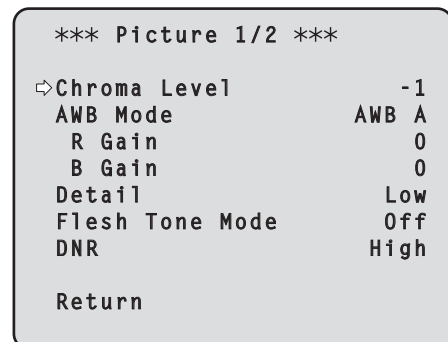 *** Picture 1/2 ***
⇨Chroma Level -1
AWB Mode AWB A
R Gain 0
B Gain 0
Detail Low
Flesh Tone Mode Off
DNR High
Return